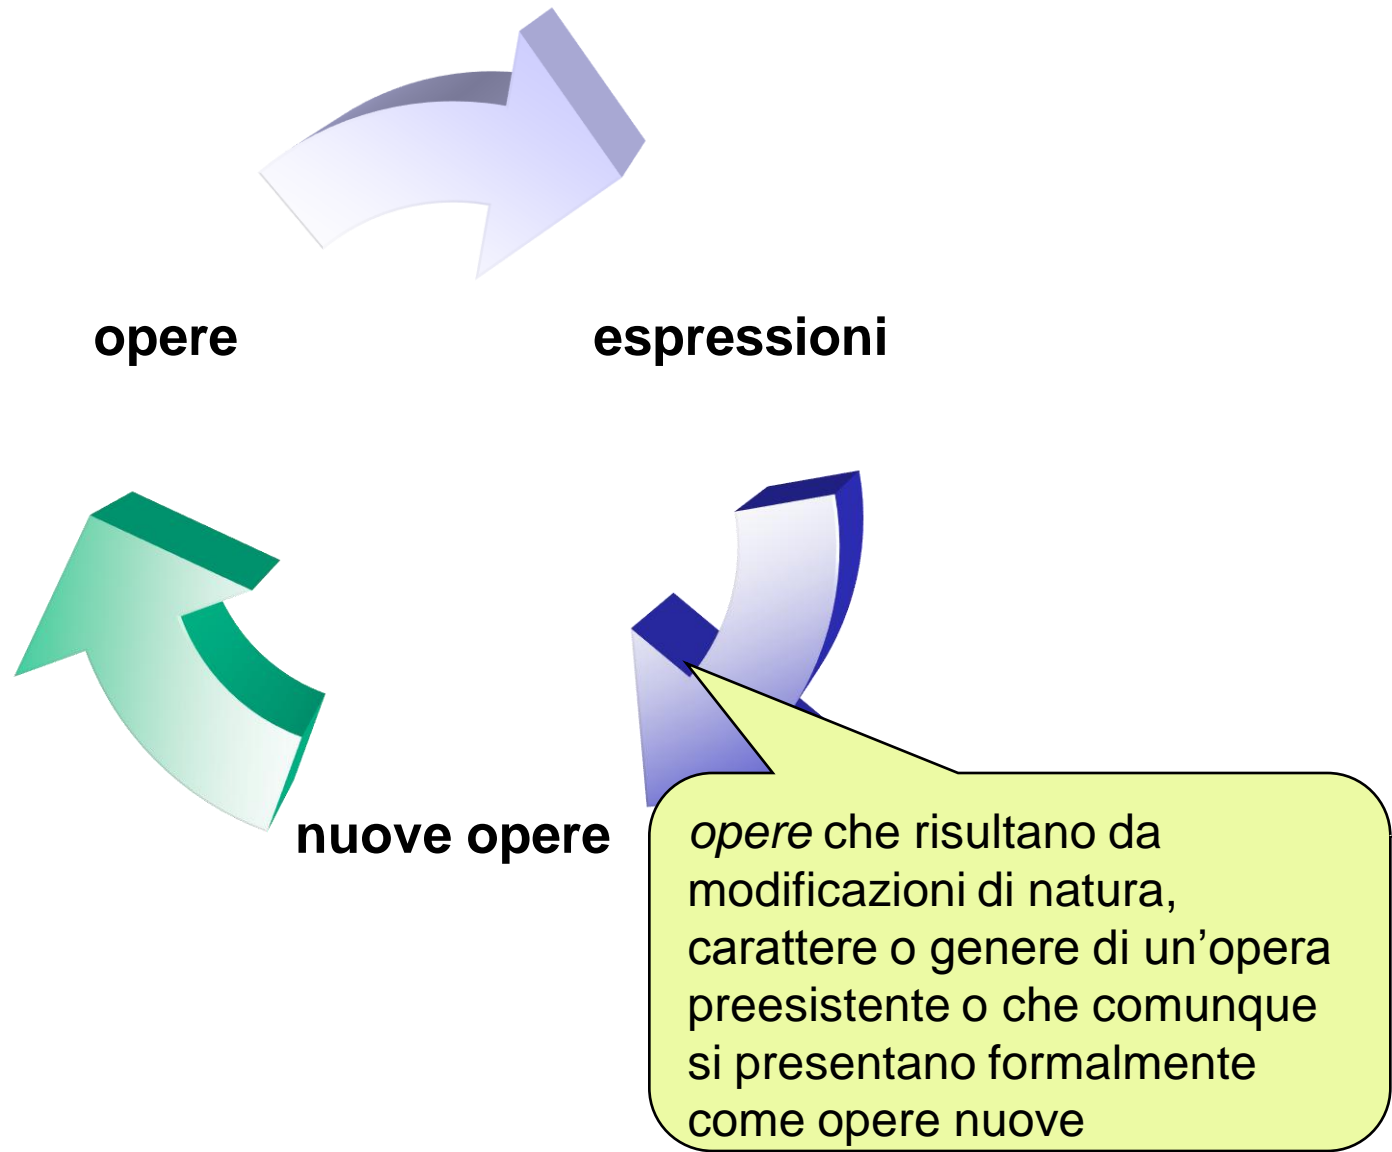 opere
espressioni
nuove opere
opere che risultano da
modificazioni di natura,
carattere o genere di un’opera
preesistente o che comunque
si presentano formalmente
come opere nuove